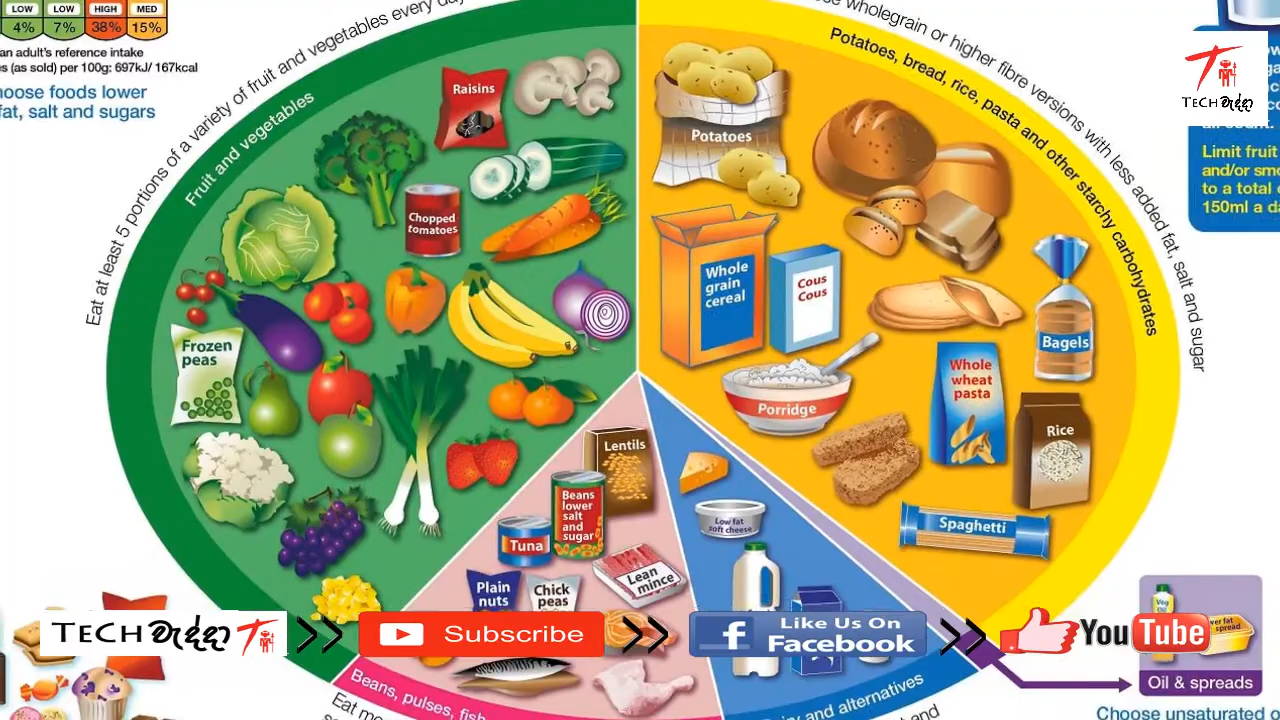 LOW LOW HIGH MED
4% 7% 38% 15%
an adult's reference intake
(as sold) per 100g: 697kJ/ 167kcal
hoose foods lower
fat, salt and sugars
Eat at least 5 portions of a variety of fruit and vegetables every day
Fruit and vegetables
Raisins
Chopped
tomatoes
Frozen
peas
wholegrain or higher fibre versions with less added fat, salt and sugar
Potatoes, bread, rice, pasta and other starchy carbohydrates
Potatoes
Whole
grain
cereal
Cous
Cous
Bagels
Porridge
Whole
wheat
pasta
Rice
Spaghetti
Lentils
Beans
lower
salt
and
sugar
Tuna
Plain
nuts
Chick
peas
Lean
mince
Low fat
soft cheese
TECH වැද්දා
Limit fruit
and/or
to a total
150ml a
TECH වැද්දා
Subscribe
Like Us On
Facebook
YouTube
Veg
Oil
spread
Oil & spreads
Choose unsaturated
Beans, pulses, fish
Eat
and alternatives
and